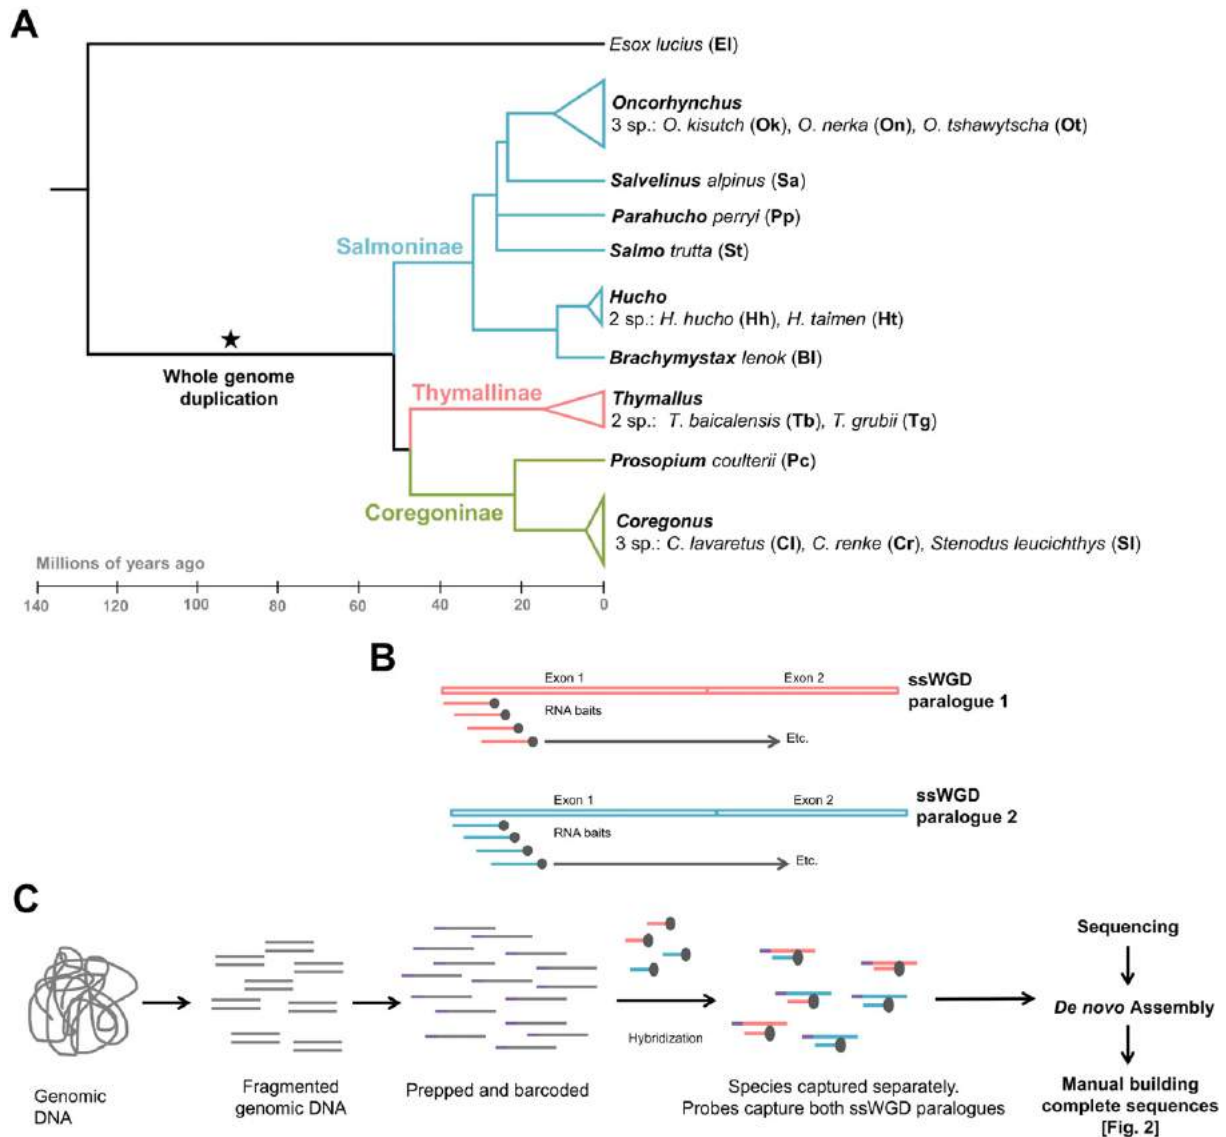 A
Esox lucius (El)
Oncorhynchus
3 sp.: O. kisutch (Ok), O. nerka (On), O. tshawytscha (Ot)
Salvelinus alpinus (Sa)
Parahucho perryi (Pp)
Salmoninae
Salmo trutta (St)
Hucho
2 sp.: H. hucho (Hh), H. taimen (Ht)
Brachymystax lenok (Bl)
Whole genome
duplication
Thymallinae
Thymallus
2 sp.: T. baicalensis (Tb), T. grubii (Tg)
Prosopium coulterii (Pc)
Coregoninae
Coregonus
3 sp.: C. lavaretus (Cl), C. renke (Cr), Stenodus leucichthys (Sl)
Millions of years ago
140 120 100 80 60 40 20 0
B
Exon 1 Exon 2
ssWGD
paralogue 1
RNA baits
Etc.
Exon 1 Exon 2
ssWGD
paralogue 2
RNA baits
Etc.
C
Genomic
DNA
Fragmented
genomic DNA
Prepped and barcoded
Hybridization
Species captured separately.
Probes capture both ssWGD paralogues
Sequencing
De novo Assembly
Manual building
complete sequences
[Fig. 2]